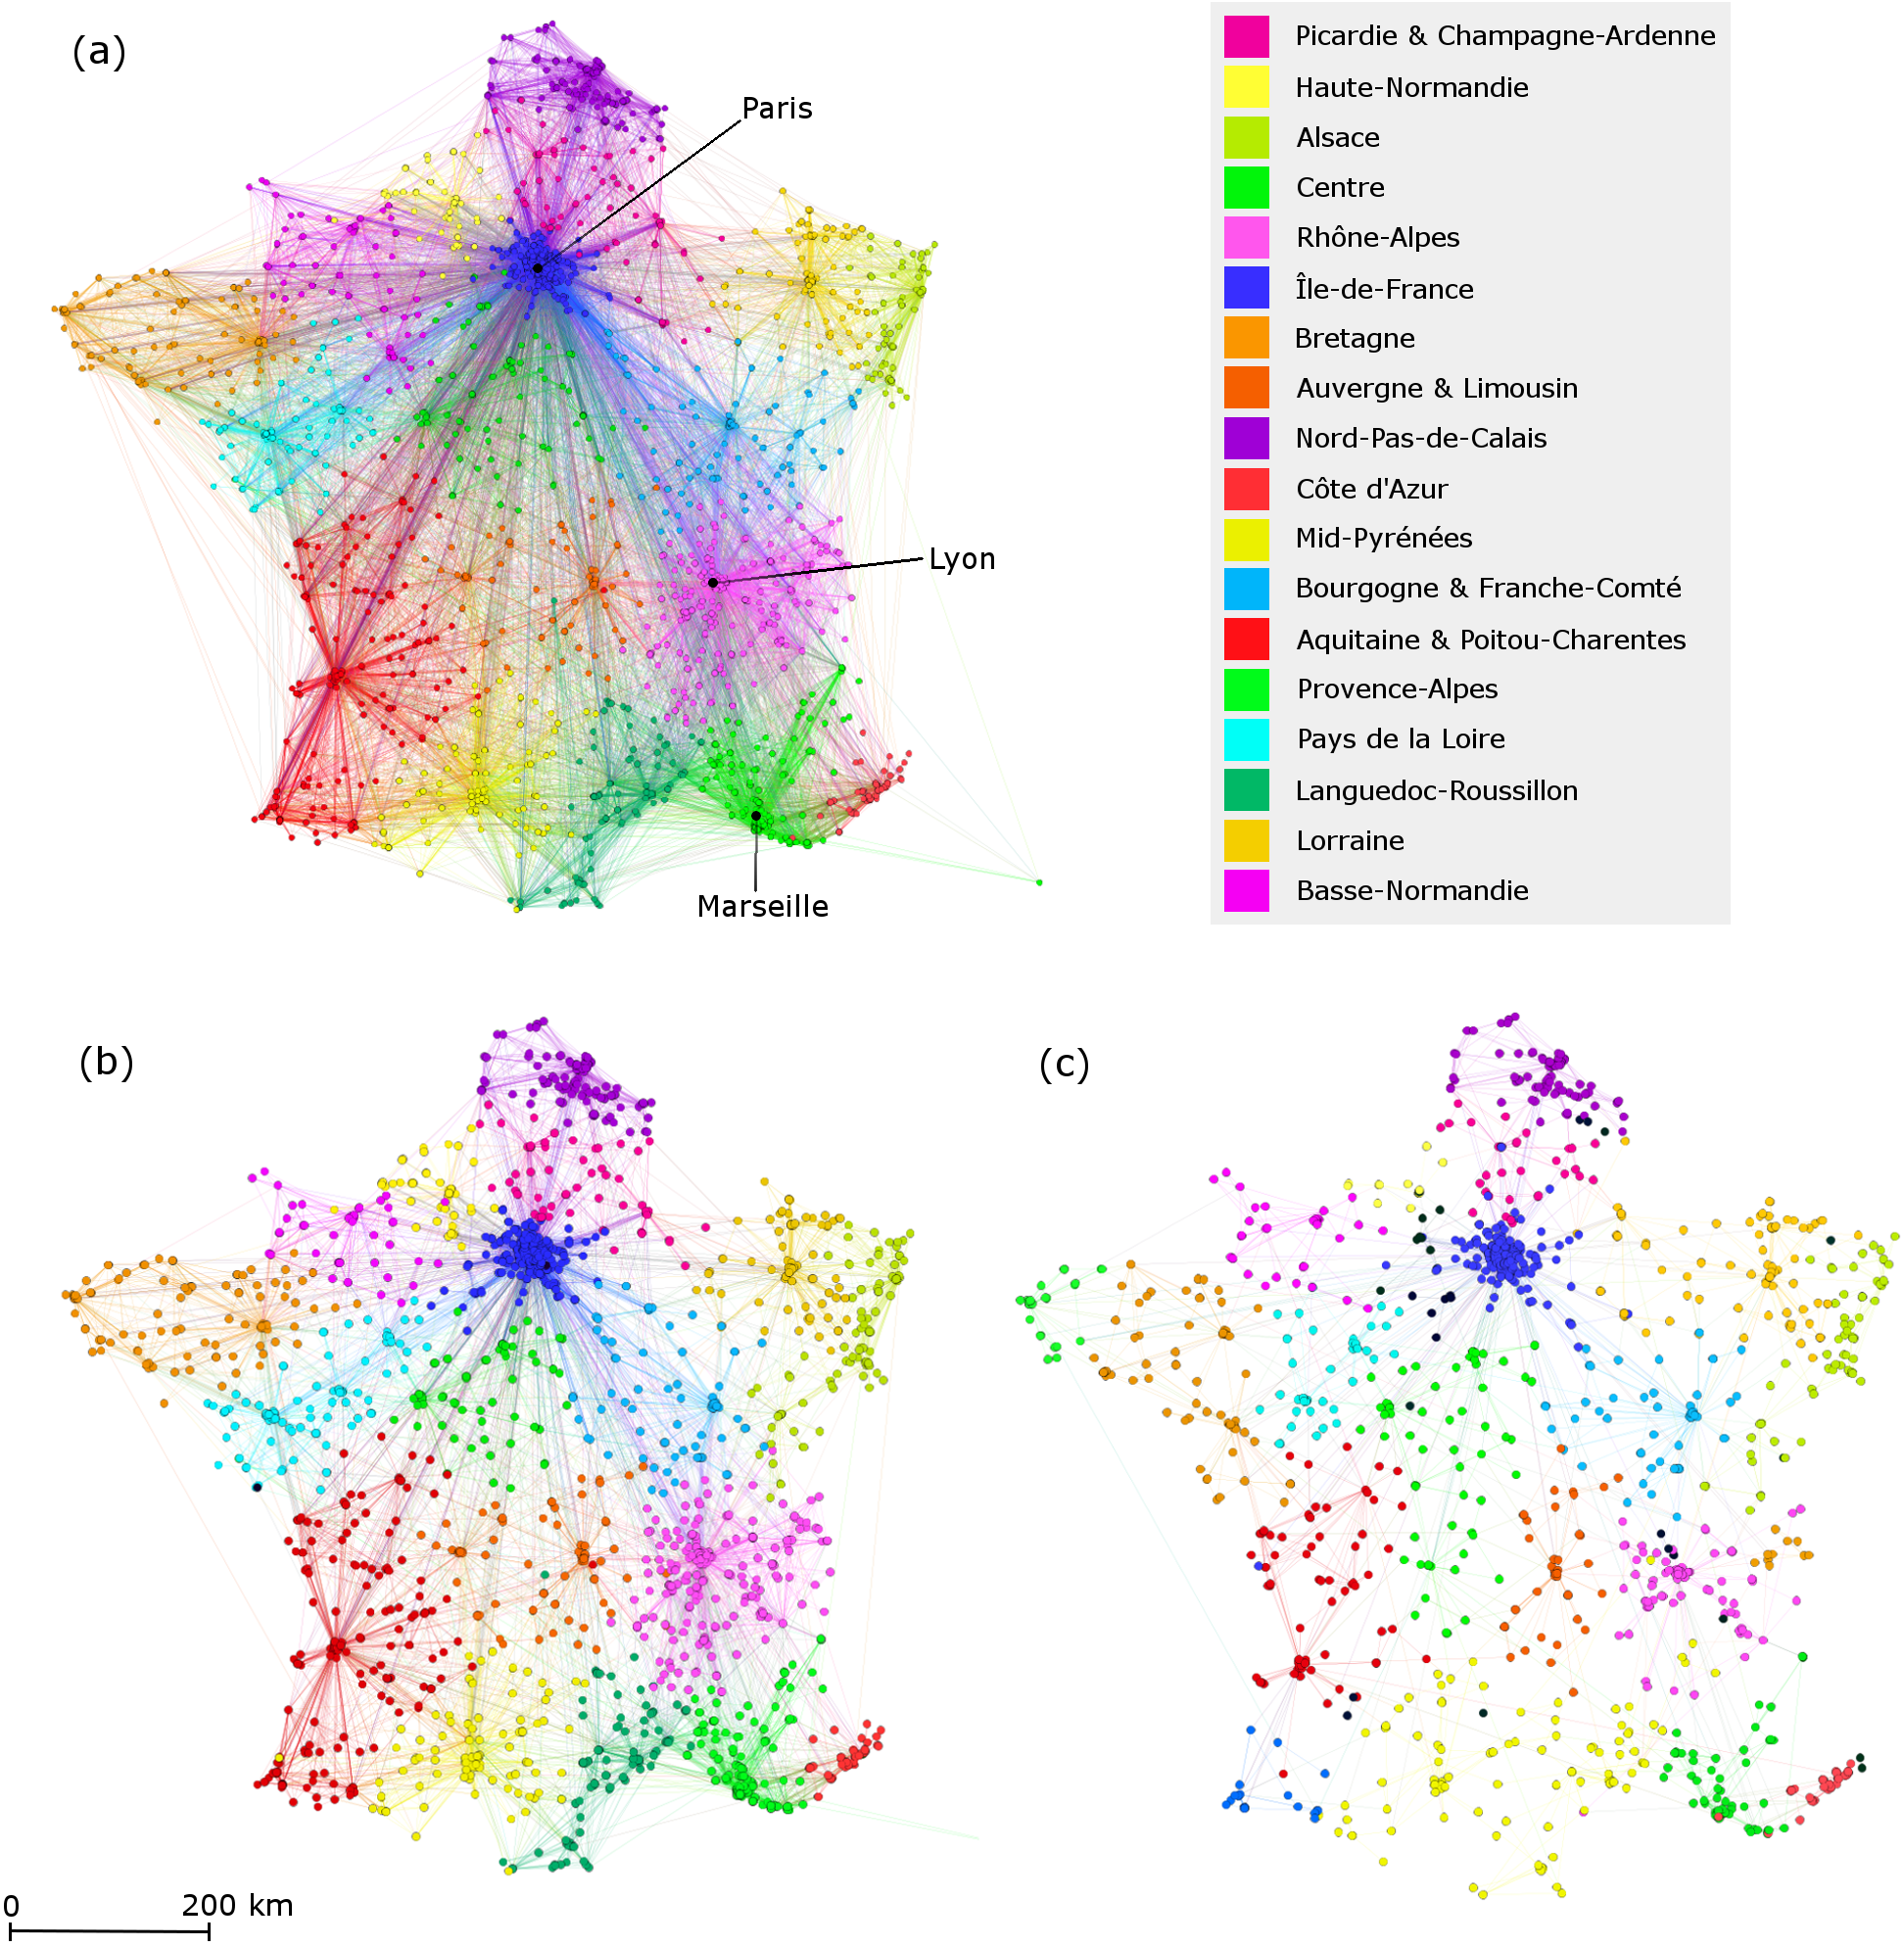 (a)
Paris
Lyon
Marseille
Picardie & Champagne-Ardenne
Haute-Normandie
Alsace
Centre
Rhône-Alpes
Île-de-France
Bretagne
Auvergne & Limousin
Nord-Pas-de-Calais
Côte d'Azur
Mid-Pyrénées
Bourgogne & Franche-Comté
Aquitaine & Poitou-Charentes
Provence-Alpes
Pays de la Loire
Languedoc-Roussillon
Lorraine
Basse-Normandie
(b)
(c)
0 200 km